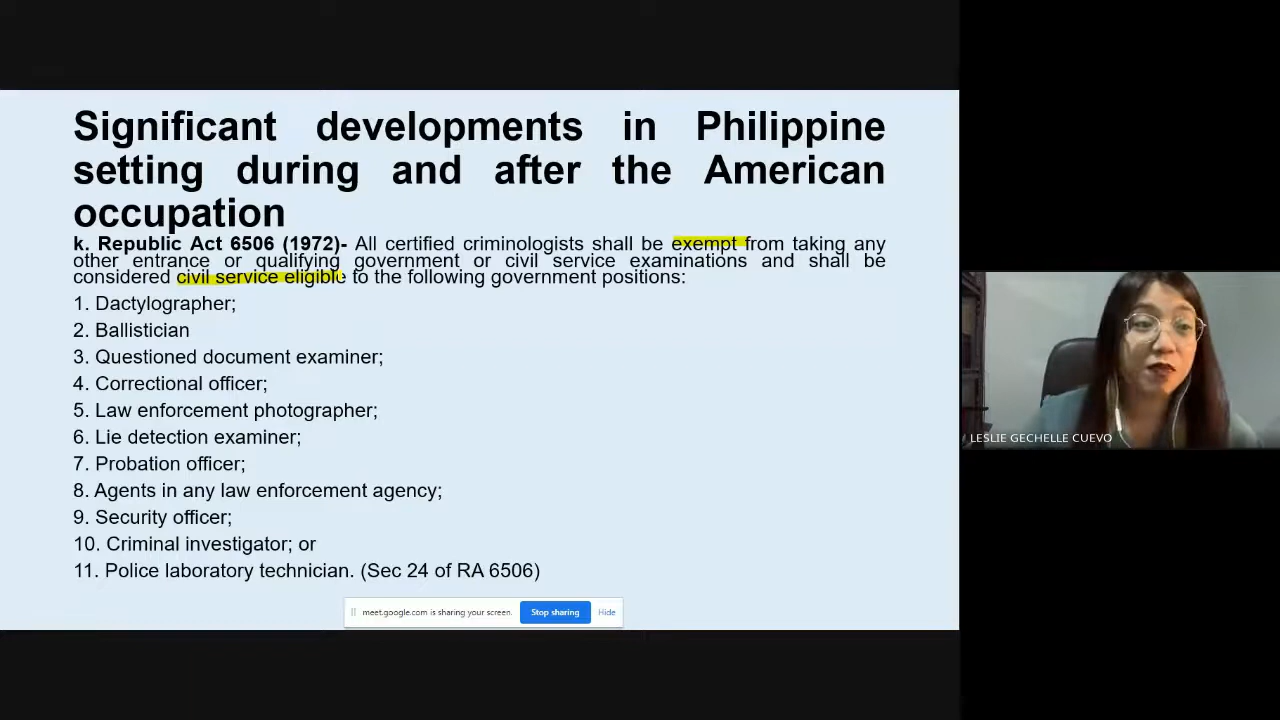 Significant developments in Philippine
setting during and after the American
occupation
k. Republic Act 6506 (1972)- All certified criminologists shall be exempt from taking any
other entrance or qualifying government or civil service examinations and shall be
considered civil service eligible to the following government positions:
1. Dactylographer;
2. Ballistician
3. Questioned document examiner;
4. Correctional officer;
5. Law enforcement photographer;
6. Lie detection examiner;
7. Probation officer;
8. Agents in any law enforcement agency;
9. Security officer;
10. Criminal investigator; or
11. Police laboratory technician. (Sec 24 of RA 6506)
meet.google.com is sharing your screen. Stop sharing Hide
LESLIE GECHELLE CUEVO